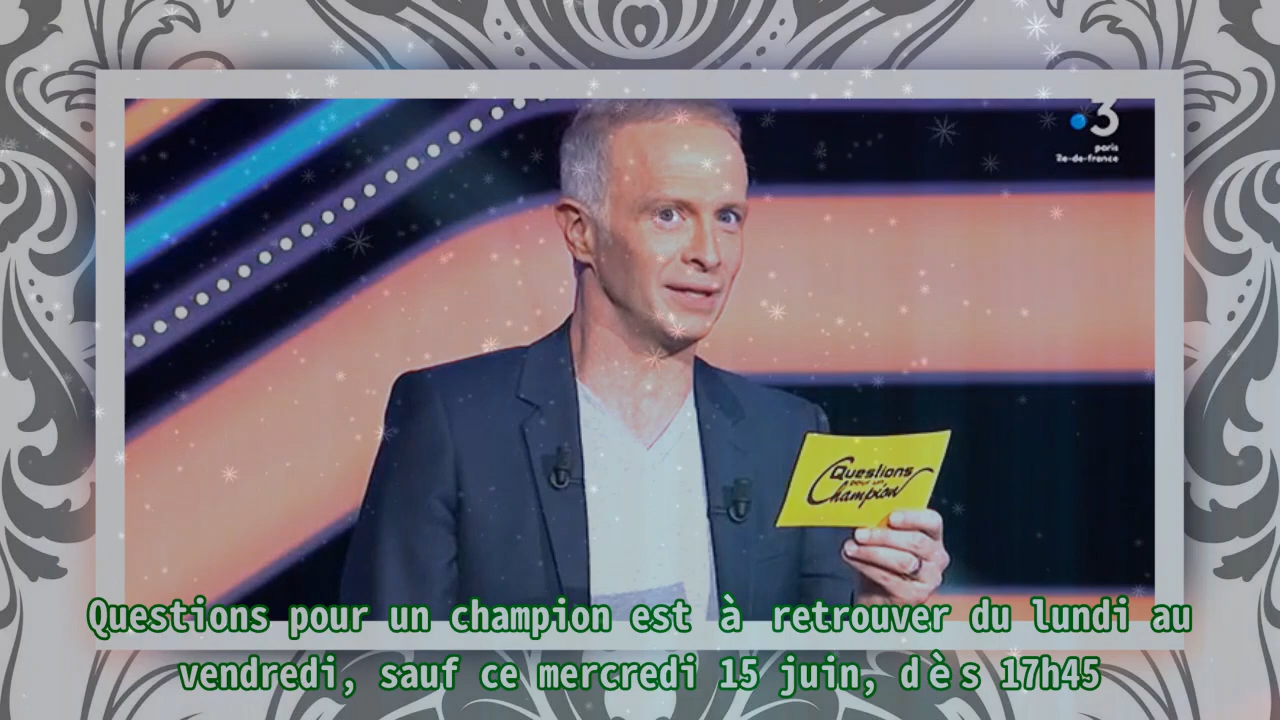 3
paris
île-de-france
Questions
pour un
Champion
Questions pour un champion est à retrouver du lundi au
vendredi, sauf ce mercredi 15 juin, dès 17h45